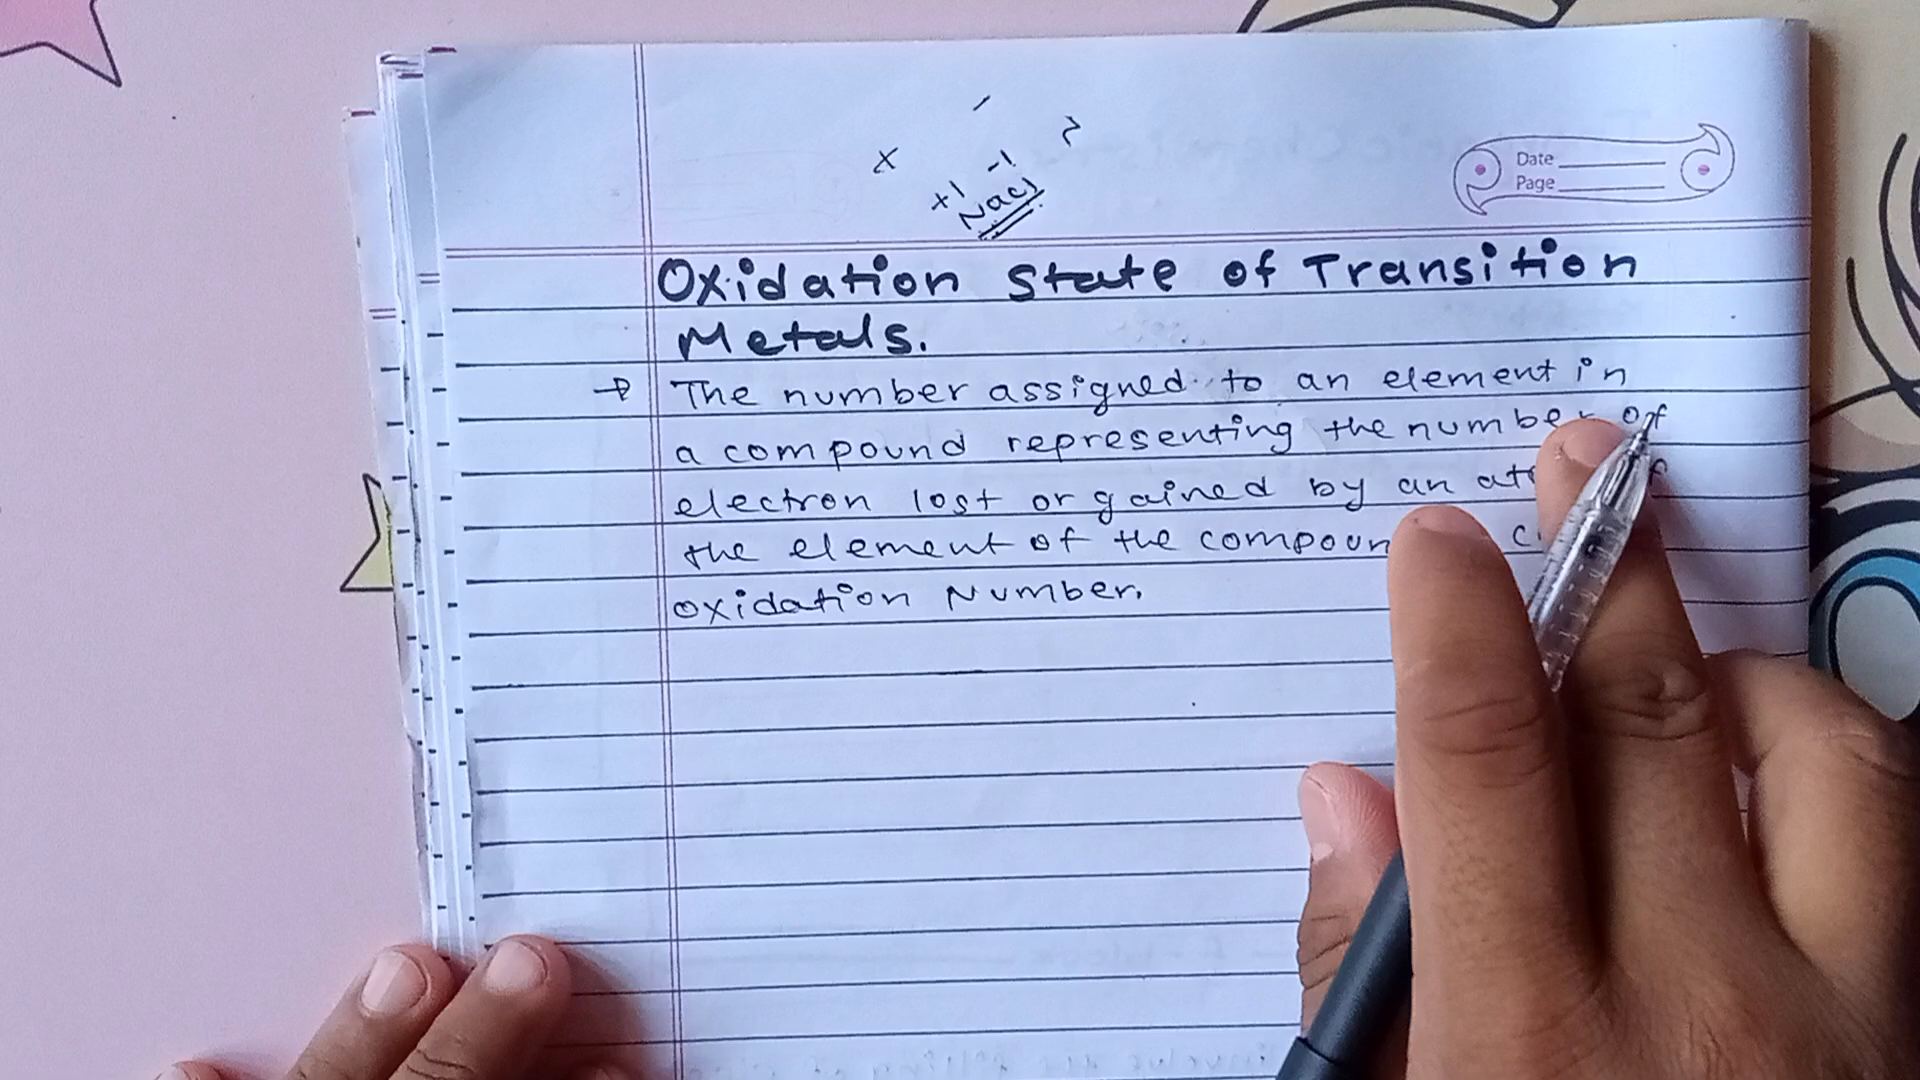 x
-1
+1
Nacl
Date
Page
Oxidation State of Transition
Metals.
The number assigned to an element in
a compound representing the number of
electron lost or gained by an
the element of the
oxidation Number.